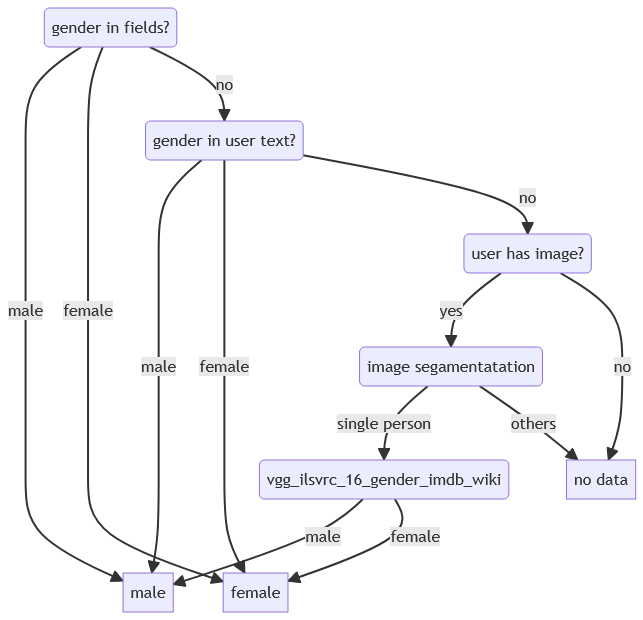 gender in fields?
no
gender in user text?
no
user has image?
male
female
yes
male
female
image segamentatation
no
single person
others
vgg_ilsvrc_16_gender_imdb_wiki
no data
male
female
male
female